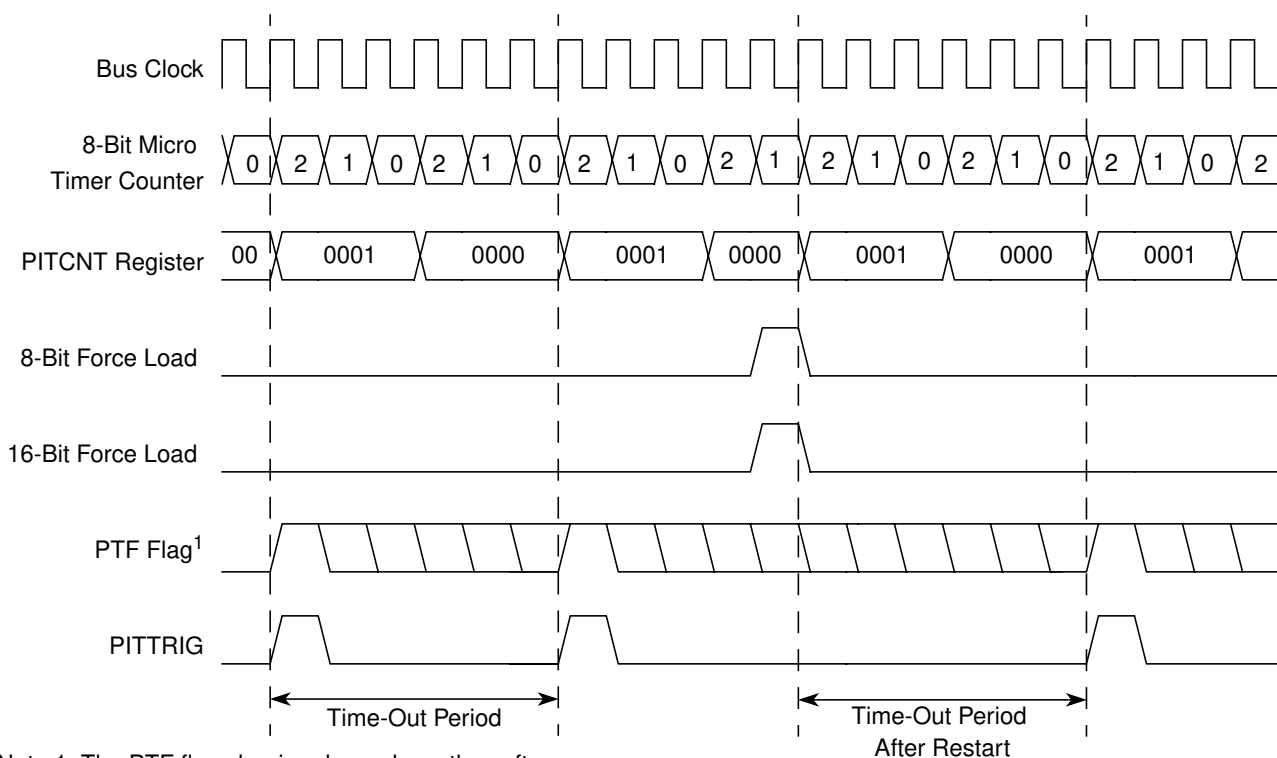 Bus Clock
8-Bit Micro
Timer Counter
0 2 1 0 2 1 0 2 1 0 2 1 2 1 0 2 1 0 2 1 0 2
PITCNT Register 00 0001 0000 0001 0000 0001 0000 0001
8-Bit Force Load
16-Bit Force Load
PTF Flag1
PITTRIG
Time-Out Period
Time-Out Period
After Restart
1. The PTF flag clearing depends on the